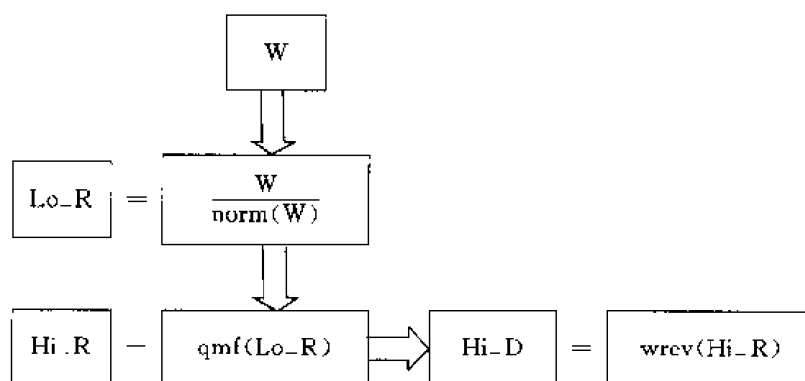 W
Lo_R = W
norm(W)
Hi_R - qmf(Lo_R) Hi_D = wrev(Hi_R)